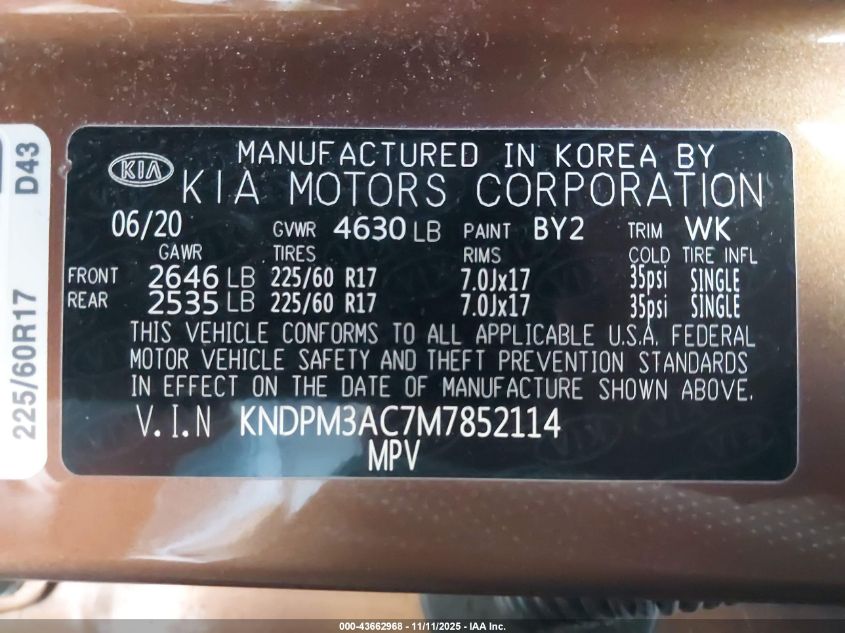 D43
225/60R17
KIA
MANUFACTURED IN KOREA BY
KIA MOTORS CORPORATION
06/20 GVWR 4630 LB PAINT BY2 TRIM WK
GAWR TIRES RIMS COLD TIRE INFL
FRONT 2646 LB 225/60 R17 7.0Jx17 35psi SINGLE
REAR 2535 LB 225/60 R17 7.0Jx17 35psi SINGLE
THIS VEHICLE CONFORMS TO ALL APPLICABLE U.S.A. FEDERAL
MOTOR VEHICLE SAFETY AND THEFT PREVENTION STANDARDS
IN EFFECT ON THE DATE OF MANUFACTURE SHOWN ABOVE.
V.I.N KNDPM3AC7M7852114
MPV
000-43662968 - 11/11/2025 - IAA Inc.